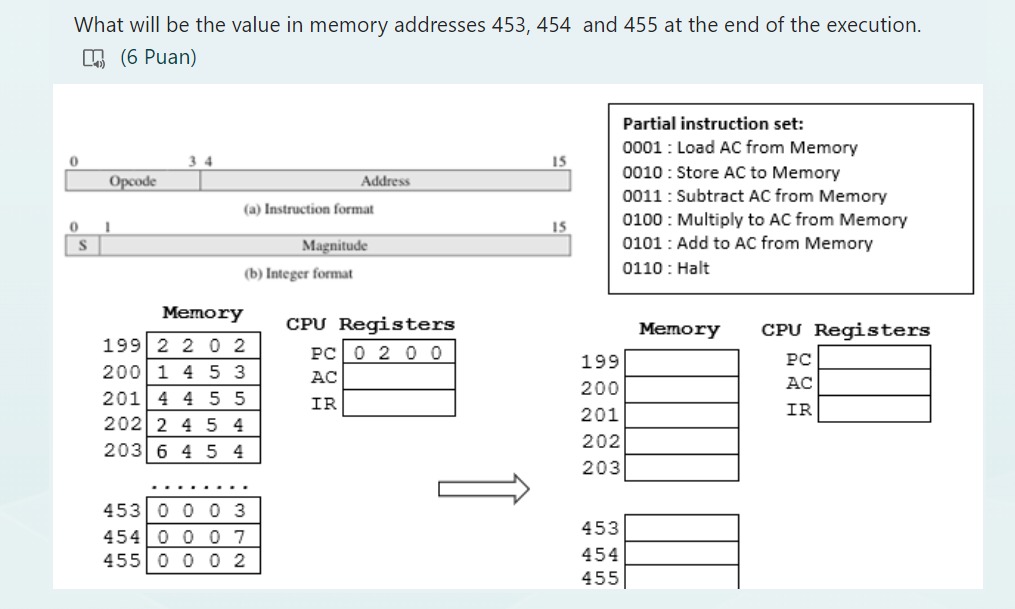 What will be the value in memory addresses 453, 454 and 455 at the end of the execution.
(6 Puan)
0 3 4 15
Opcode Address
(a) Instruction format
0 1 15
S Magnitude
(b) Integer format
Partial instruction set:
0001 : Load AC from Memory
0010 : Store AC to Memory
0011 : Subtract AC from Memory
0100 : Multiply to AC from Memory
0101 : Add to AC from Memory
0110 : Halt
Memory
199 2 2 0 2
200 1 4 5 3
201 4 4 5 5
202 2 4 5 4
203 6 4 5 4
........
453 0 0 0 3
454 0 0 0 7
455 0 0 0 2
CPU Registers
PC 0 2 0 0
AC
IR
Memory
199
200
201
202
203
453
454
455
CPU Registers
PC
AC
IR